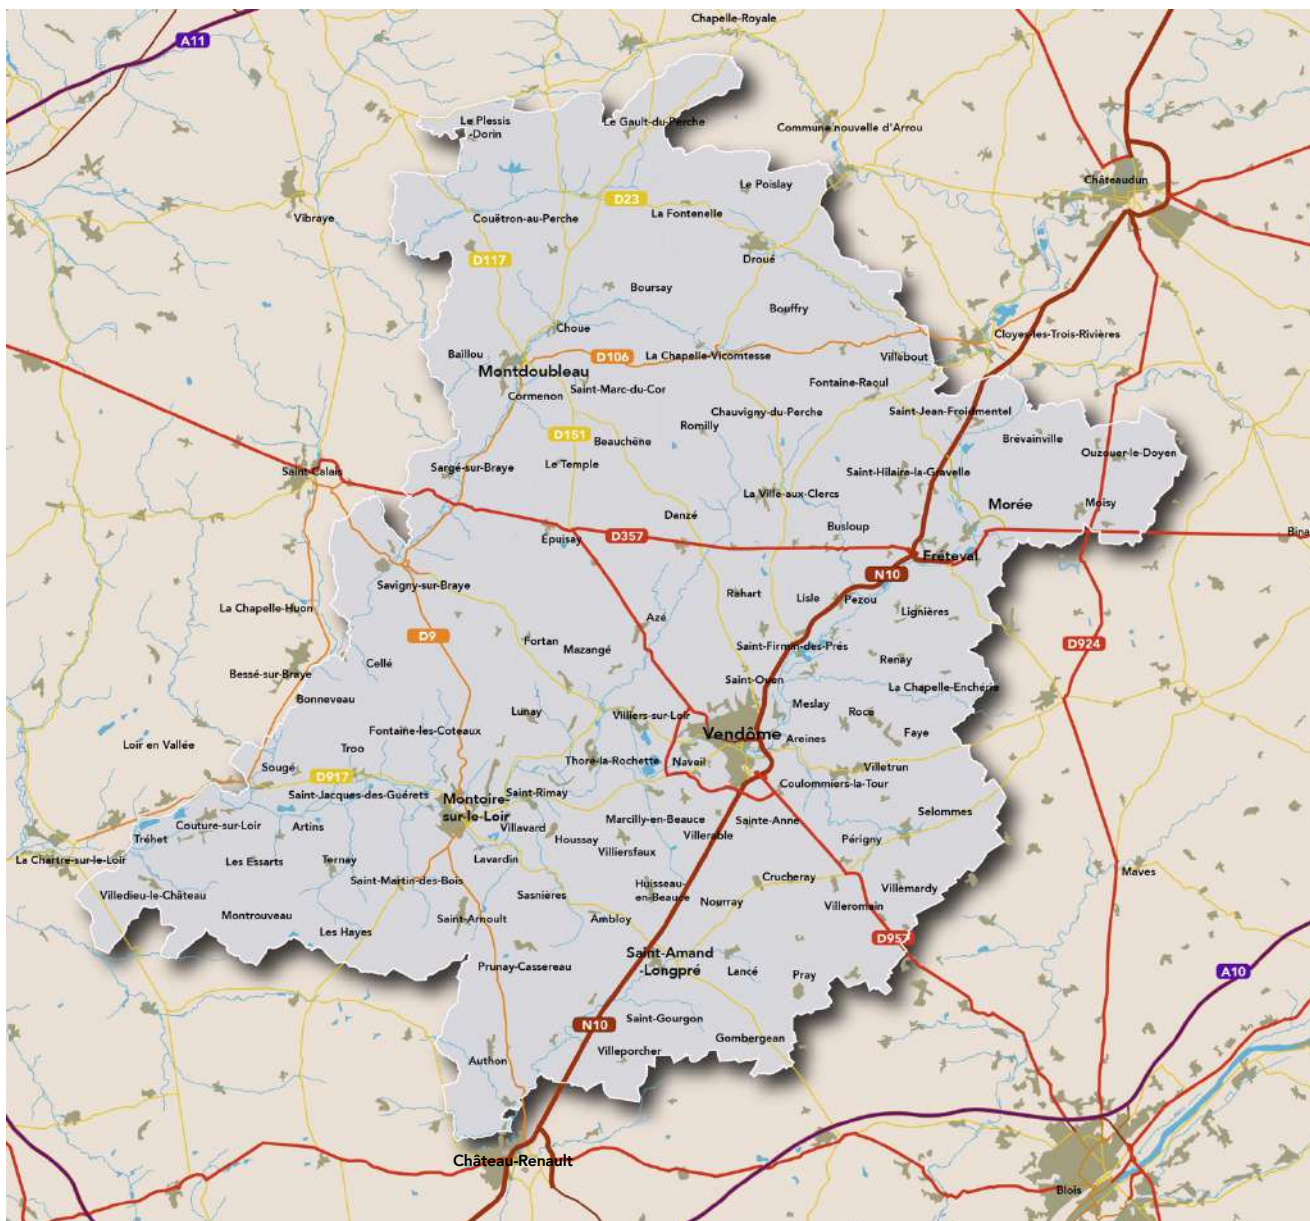 Chapelle-Royale
A11
Le Plessis
-Dorin
Le Gault-du-Perche
Commune nouvelle d'Arrou
Châteaudun
Le Poislay
D23
Vibraye
Couëtron-au-Perche
La Fontenelle
D117
Droué
Boursay
Bouffry
Choue
Cloyes-les-Trois-Rivières
Baillou
D106
La Chapelle-Vicomtesse
Villebout
Montdoubleau
Saint-Marc-du-Cor
Fontaine-Raoul
Cormenon
Chauvigny-du-Perche
Saint-Jean-Froidmentel
Romilly
D151
Beauchêne
Brévainville
Ouzouer-le-Doyen
Saint-Calais
Sargé-sur-Braye
Le Temple
Saint-Hilaire-la-Gravelle
La Ville-aux-Clercs
Morée
Moisy
Danzé
Busloup
Épuisay
D357
Bina
Fréteval
N10
Savigny-sur-Braye
Rahart
Lisle
Pezou
La Chapelle-Huon
Lignières
Azé
D9
Fortan
Mazangé
Saint-Firmin-des-Prés
D924
Cellé
Renay
Bessé-sur-Braye
Saint-Ouen
La Chapelle-Enchérie
Bonneveau
Meslay
Lunay
Villiers-sur-Loir
Rocé
Fontaine-les-Coteaux
Vendôme
Areines
Faye
Loir en Vallée
Troo
Thoré-la-Rochette
Naveil
Sougé
D917
Villetrun
Coulommiers-la-Tour
Saint-Jacques-des-Guérets
Montoire-
sur-le-Loir
Saint-Rimay
Selommes
Couture-sur-Loir
Artins
Villavard
Marcilly-en-Beauce
Sainte-Anne
Tréhet
Houssay
Villerable
Périgny
Villiersfaux
La Chartre-sur-le-Loir
Les Essarts
Ternay
Lavardin
Maves
Saint-Martin-des-Bois
Huisseau-
en-Beauce
Crucheray
Villemardy
Villedieu-le-Château
Sasnières
Nourray
Villeromain
Montrouveau
Saint-Arnoult
Ambloy
Les Hayes
D957
Saint-Amand
-Longpré
Prunay-Cassereau
Lancé
Pray
A10
N10
Saint-Gourgon
Gombergean
Villeporcher
Authon
Château-Renault
Blois